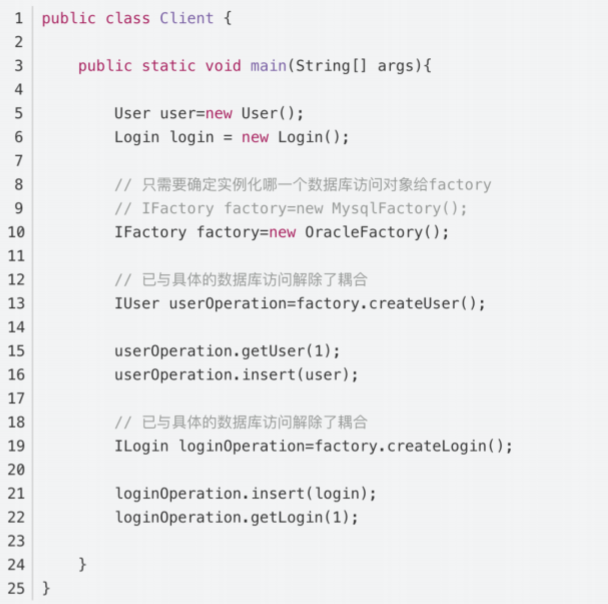 1 public class Client {
2
3     public static void main(String[] args){
4
5         User user=new User();
6         Login login = new Login();
7
8         // 只需要确定实例化哪一个数据库访问对象给factory
9         // IFactory factory=new MysqlFactory();
10         IFactory factory=new OracleFactory();
11
12         // 已与具体的数据库访问解除了耦合
13         IUser userOperation=factory.createUser();
14
15         userOperation.getUser(1);
16         userOperation.insert(user);
17
18         // 已与具体的数据库访问解除了耦合
19         ILogin loginOperation=factory.createLogin();
20
21         loginOperation.insert(login);
22         loginOperation.getLogin(1);
23
24     }
25 }